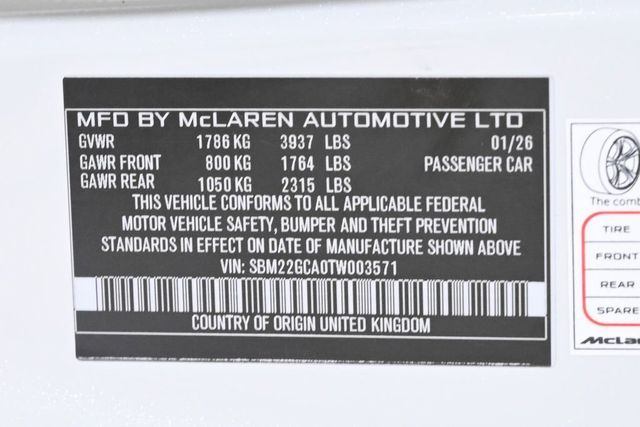 MFD BY McLAREN AUTOMOTIVE LTD
GVWR 1786 KG 3937 LBS 01/26
GAWR FRONT 800 KG 1764 LBS PASSENGER CAR
GAWR REAR 1050 KG 2315 LBS
THIS VEHICLE CONFORMS TO ALL APPLICABLE FEDERAL
MOTOR VEHICLE SAFETY, BUMPER AND THEFT PREVENTION
STANDARDS IN EFFECT ON DATE OF MANUFACTURE SHOWN ABOVE
VIN: SBM22GCA0TW003571
COUNTRY OF ORIGIN UNITED KINGDOM
The comb
TIRE
FRONT
REAR
SPARE
McLa